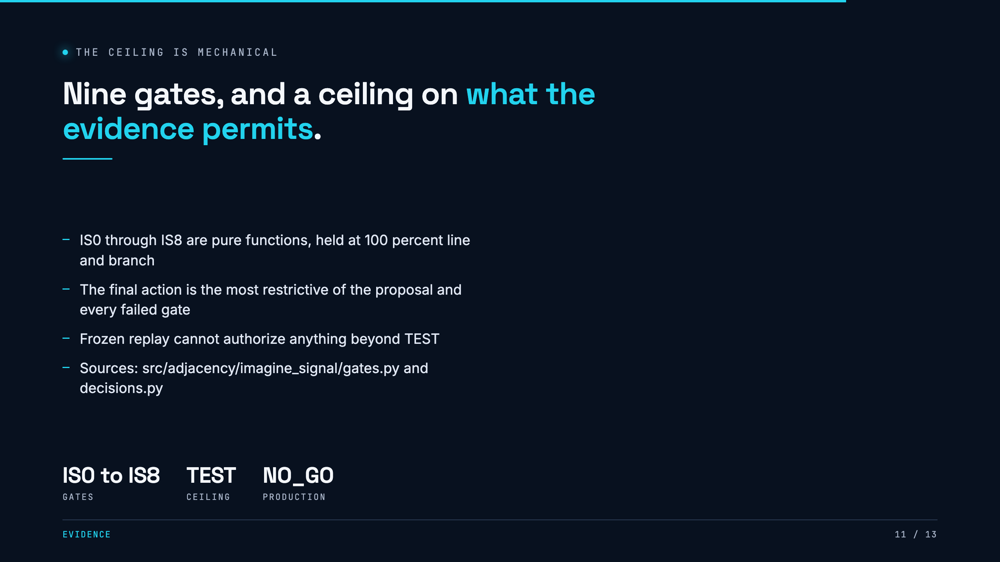 THE CEILING IS MECHANICAL
Nine gates, and a ceiling on what the
evidence permits.
– IS0 through IS8 are pure functions, held at 100 percent line
and branch
– The final action is the most restrictive of the proposal and
every failed gate
– Frozen replay cannot authorize anything beyond TEST
– Sources: src/adjacency/imagine_signal/gates.py and
decisions.py
IS0 to IS8 TEST NO_GO
GATES CEILING PRODUCTION
EVIDENCE 11 / 13